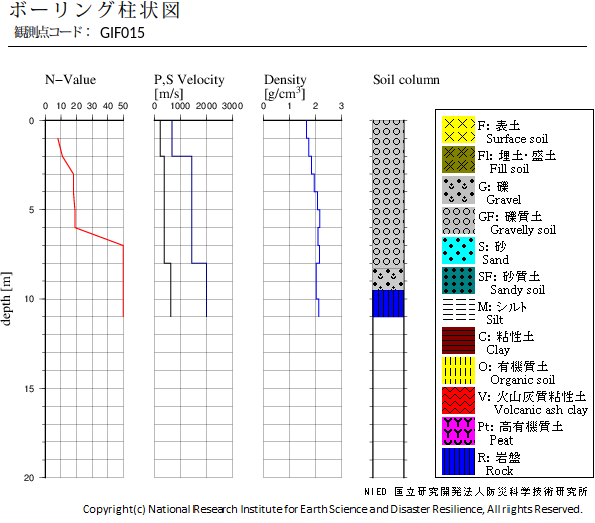 ボーリング柱状図
観測点コード： GIF015
N-Value
P,S Velocity
[m/s]
Density
[g/cm3]
Soil column
0 10 20 30 40 50
0 1000 2000 3000
0 1 2 3
0
5
10
15
20
depth [m]
F: 表土
Surface soil
Fl: 埋土・盛土
Fill soil
G: 礫
Gravel
GF: 礫質土
Gravelly soil
S: 砂
Sand
SF: 砂質土
Sandy soil
M: シルト
Silt
C: 粘性土
Clay
O: 有機質土
Organic soil
V: 火山灰質粘性土
Volcanic ash clay
Pt: 高有機質土
Peat
R: 岩盤
Rock
NIED 国立研究開発法人防災科学技術研究所
Copyright(c) National Research Institute for Earth Science and Disaster Resilience, All rights Reserved.